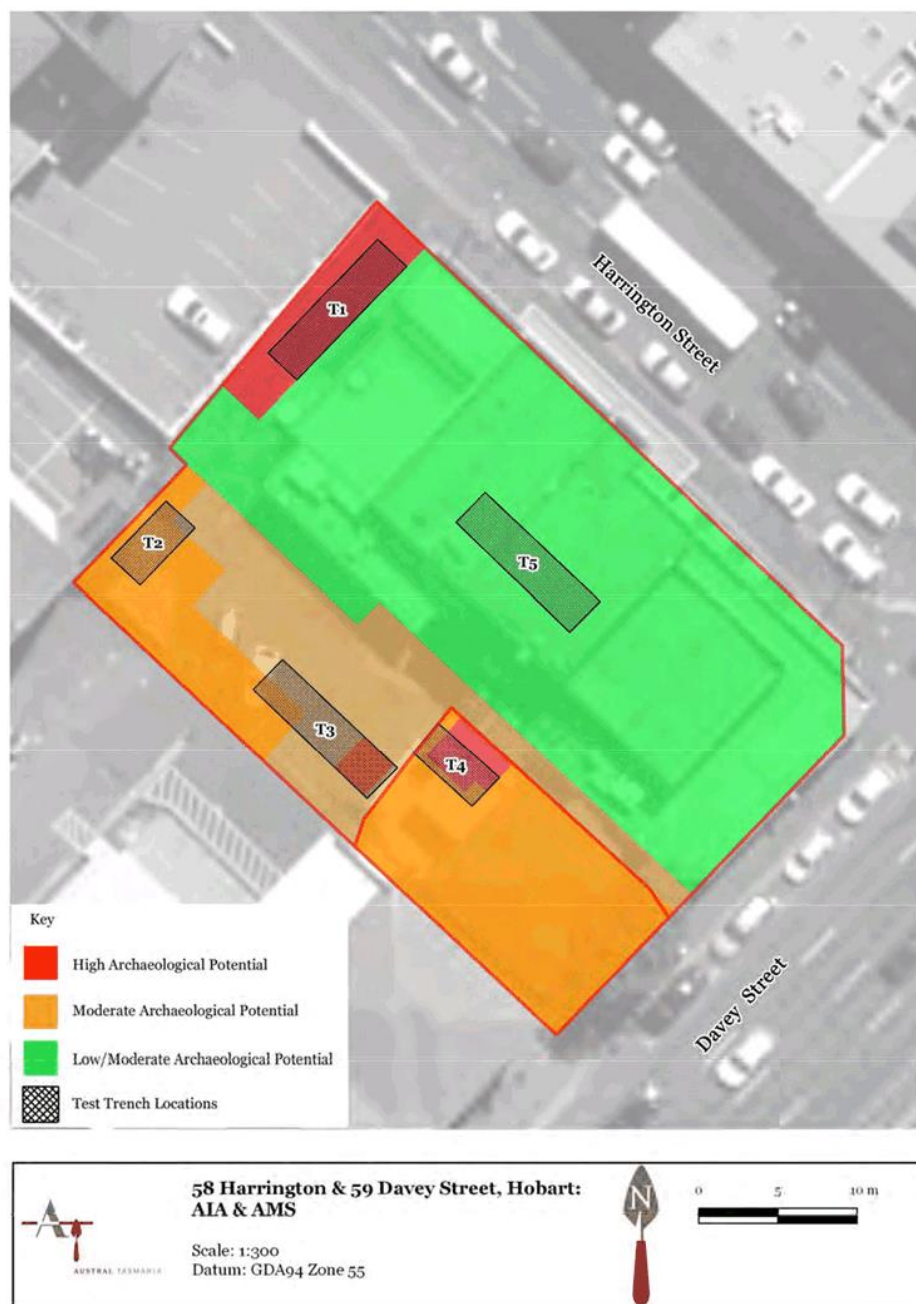 Harrington Street
T1
T2
T5
T3
T4
Davey Street
Key
High Archaeological Potential
Moderate Archaeological Potential
Low/Moderate Archaeological Potential
Test Trench Locations
58 Harrington & 59 Davey Street, Hobart:
AIA & AMS
Scale: 1:300
Datum: GDA94 Zone 55
A
AUSTRAL TASMANIA
N
0 5 10 m